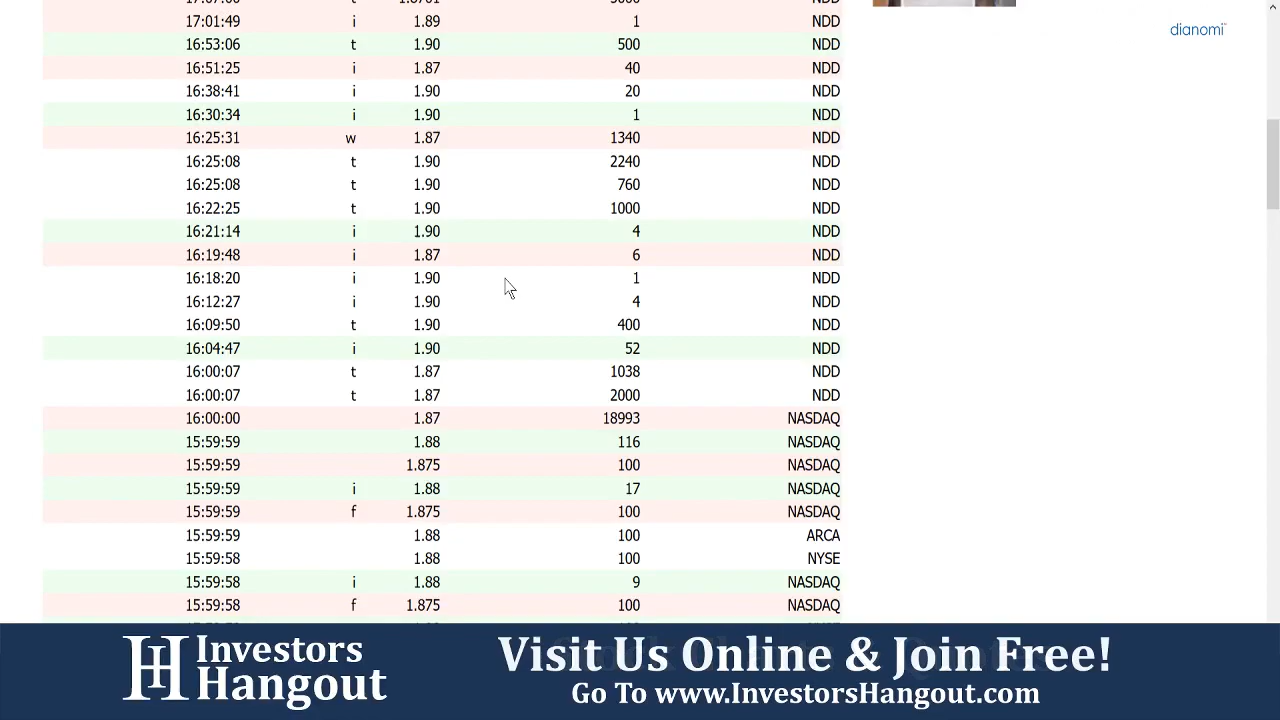 17:01:49 i 1.89 1 NDD
dianomi
16:53:06 t 1.90 500 NDD
16:51:25 i 1.87 40 NDD
16:38:41 i 1.90 20 NDD
16:30:34 i 1.90 1 NDD
16:25:31 w 1.87 1340 NDD
16:25:08 t 1.90 2240 NDD
16:25:08 t 1.90 760 NDD
16:22:25 t 1.90 1000 NDD
16:21:14 i 1.90 4 NDD
16:19:48 i 1.87 6 NDD
16:18:20 i 1.90 1 NDD
16:12:27 i 1.90 4 NDD
16:09:50 t 1.90 400 NDD
16:04:47 i 1.90 52 NDD
16:00:07 t 1.87 1038 NDD
16:00:07 t 1.87 2000 NDD
16:00:00 1.87 18993 NASDAQ
15:59:59 1.88 116 NASDAQ
15:59:59 1.875 100 NASDAQ
15:59:59 i 1.88 17 NASDAQ
15:59:59 f 1.875 100 NASDAQ
15:59:59 1.88 100 ARCA
15:59:58 1.88 100 NYSE
15:59:58 i 1.88 9 NASDAQ
15:59:58 f 1.875 100 NASDAQ
Investors
Hangout
Visit Us Online & Join Free!
Go To www.InvestorsHangout.com